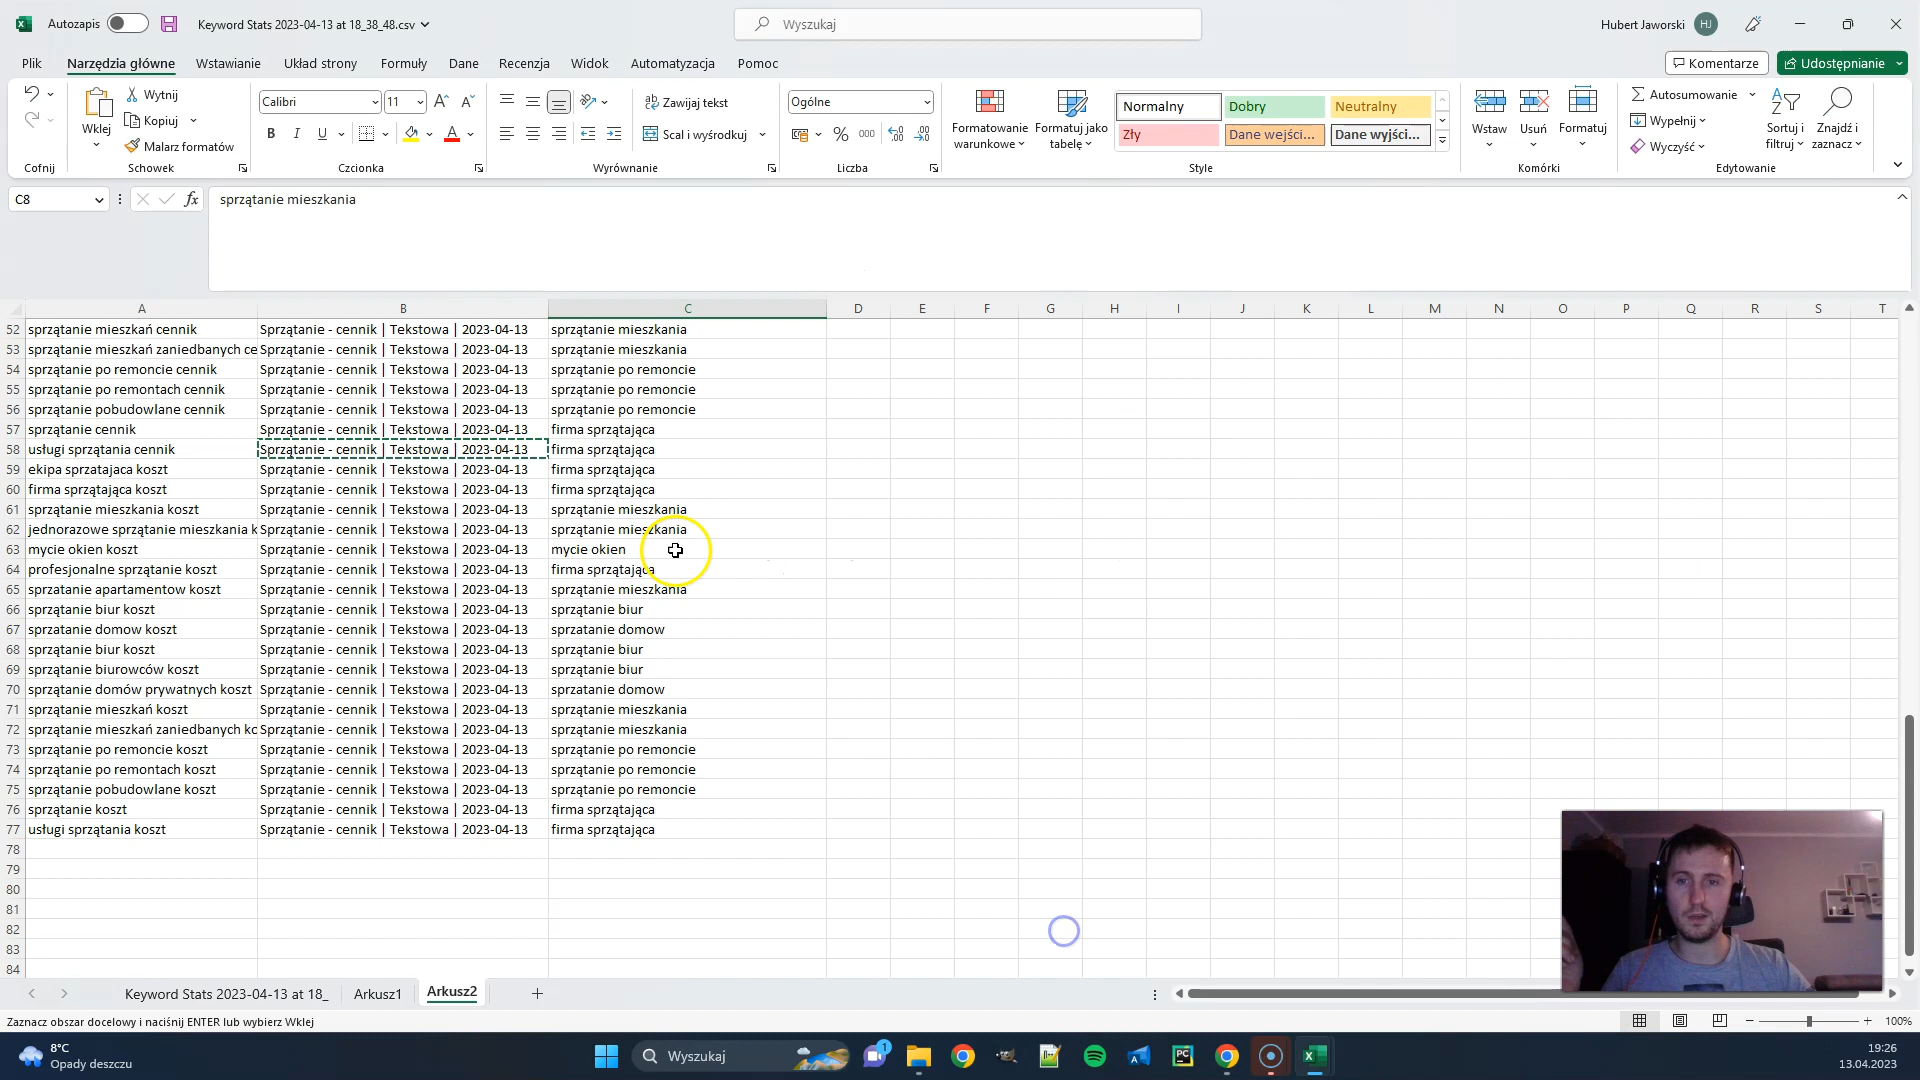 Autozapis Keyword Stats 2023-04-13 at 18_38_48.csv Wyszukaj Hubert Jaworski HJ
Plik Narzędzia główne Wstawianie Układ strony Formuły Dane Recenzja Widok Automatyzacja Pomoc Komentarze Udostępnianie
Wklej Wytnij Kopiuj Malarz formatów
Calibri 11
Zawijaj tekst
Scal i wyśrodkuj
Ogólne
Formatowanie warunkowe Formatuj jako tabelę
Normalny Dobry Neutralny
Zły Dane wejści... Dane wyjści...
Wstaw Usuń Formatuj
Autosumowanie
Wypełnij
Wyczyść
Sortuj i filtruj Znajdź i zaznacz
Cofnij Schowek Czcionka Wyrównanie Liczba Style Komórki Edytowanie
C8 fx sprzątanie mieszkania
A B C D E F G H I J K L M N O P Q R S T
52 sprzątanie mieszkań cennik Sprzątanie - cennik | Tekstowa | 2023-04-13 sprzątanie mieszkania
53 sprzątanie mieszkań zaniedbanych ce Sprzątanie - cennik | Tekstowa | 2023-04-13 sprzątanie mieszkania
54 sprzątanie po remoncie cennik Sprzątanie - cennik | Tekstowa | 2023-04-13 sprzątanie po remoncie
55 sprzątanie po remontach cennik Sprzątanie - cennik | Tekstowa | 2023-04-13 sprzątanie po remoncie
56 sprzątanie pobudowlane cennik Sprzątanie - cennik | Tekstowa | 2023-04-13 sprzątanie po remoncie
57 sprzątanie cennik Sprzątanie - cennik | Tekstowa | 2023-04-13 firma sprzątająca
58 usługi sprzątania cennik Sprzątanie - cennik | Tekstowa | 2023-04-13 firma sprzątająca
59 ekipa sprzatajaca koszt Sprzątanie - cennik | Tekstowa | 2023-04-13 firma sprzątająca
60 firma sprzątająca koszt Sprzątanie - cennik | Tekstowa | 2023-04-13 firma sprzątająca
61 sprzątanie mieszkania koszt Sprzątanie - cennik | Tekstowa | 2023-04-13 sprzątanie mieszkania
62 jednorazowe sprzątanie mieszkania k Sprzątanie - cennik | Tekstowa | 2023-04-13 sprzątanie mieszkania
63 mycie okien koszt Sprzątanie - cennik | Tekstowa | 2023-04-13 mycie okien
64 profesjonalne sprzątanie koszt Sprzątanie - cennik | Tekstowa | 2023-04-13 firma sprzątająca
65 sprzatanie apartamentow koszt Sprzątanie - cennik | Tekstowa | 2023-04-13 sprzątanie mieszkania
66 sprzątanie biur koszt Sprzątanie - cennik | Tekstowa | 2023-04-13 sprzątanie biur
67 sprzatanie domow koszt Sprzątanie - cennik | Tekstowa | 2023-04-13 sprzatanie domow
68 sprzątanie biur koszt Sprzątanie - cennik | Tekstowa | 2023-04-13 sprzątanie biur
69 sprzątanie biurowców koszt Sprzątanie - cennik | Tekstowa | 2023-04-13 sprzątanie biur
70 sprzątanie domów prywatnych koszt Sprzątanie - cennik | Tekstowa | 2023-04-13 sprzatanie domow
71 sprzątanie mieszkań koszt Sprzątanie - cennik | Tekstowa | 2023-04-13 sprzątanie mieszkania
72 sprzątanie mieszkań zaniedbanych ko Sprzątanie - cennik | Tekstowa | 2023-04-13 sprzątanie mieszkania
73 sprzątanie po remoncie koszt Sprzątanie - cennik | Tekstowa | 2023-04-13 sprzątanie po remoncie
74 sprzątanie po remontach koszt Sprzątanie - cennik | Tekstowa | 2023-04-13 sprzątanie po remoncie
75 sprzątanie pobudowlane koszt Sprzątanie - cennik | Tekstowa | 2023-04-13 sprzątanie po remoncie
76 sprzątanie koszt Sprzątanie - cennik | Tekstowa | 2023-04-13 firma sprzątająca
77 usługi sprzątania koszt Sprzątanie - cennik | Tekstowa | 2023-04-13 firma sprzątająca
78
79
80
81
82
83
84
Keyword Stats 2023-04-13 at 18_ Arkusz1 Arkusz2
Zaznacz obszar docelowy i naciśnij ENTER lub wybierz Wklej 100%
8°C
Opady deszczu
Wyszukaj
1
PC
19:26
13.04.2023